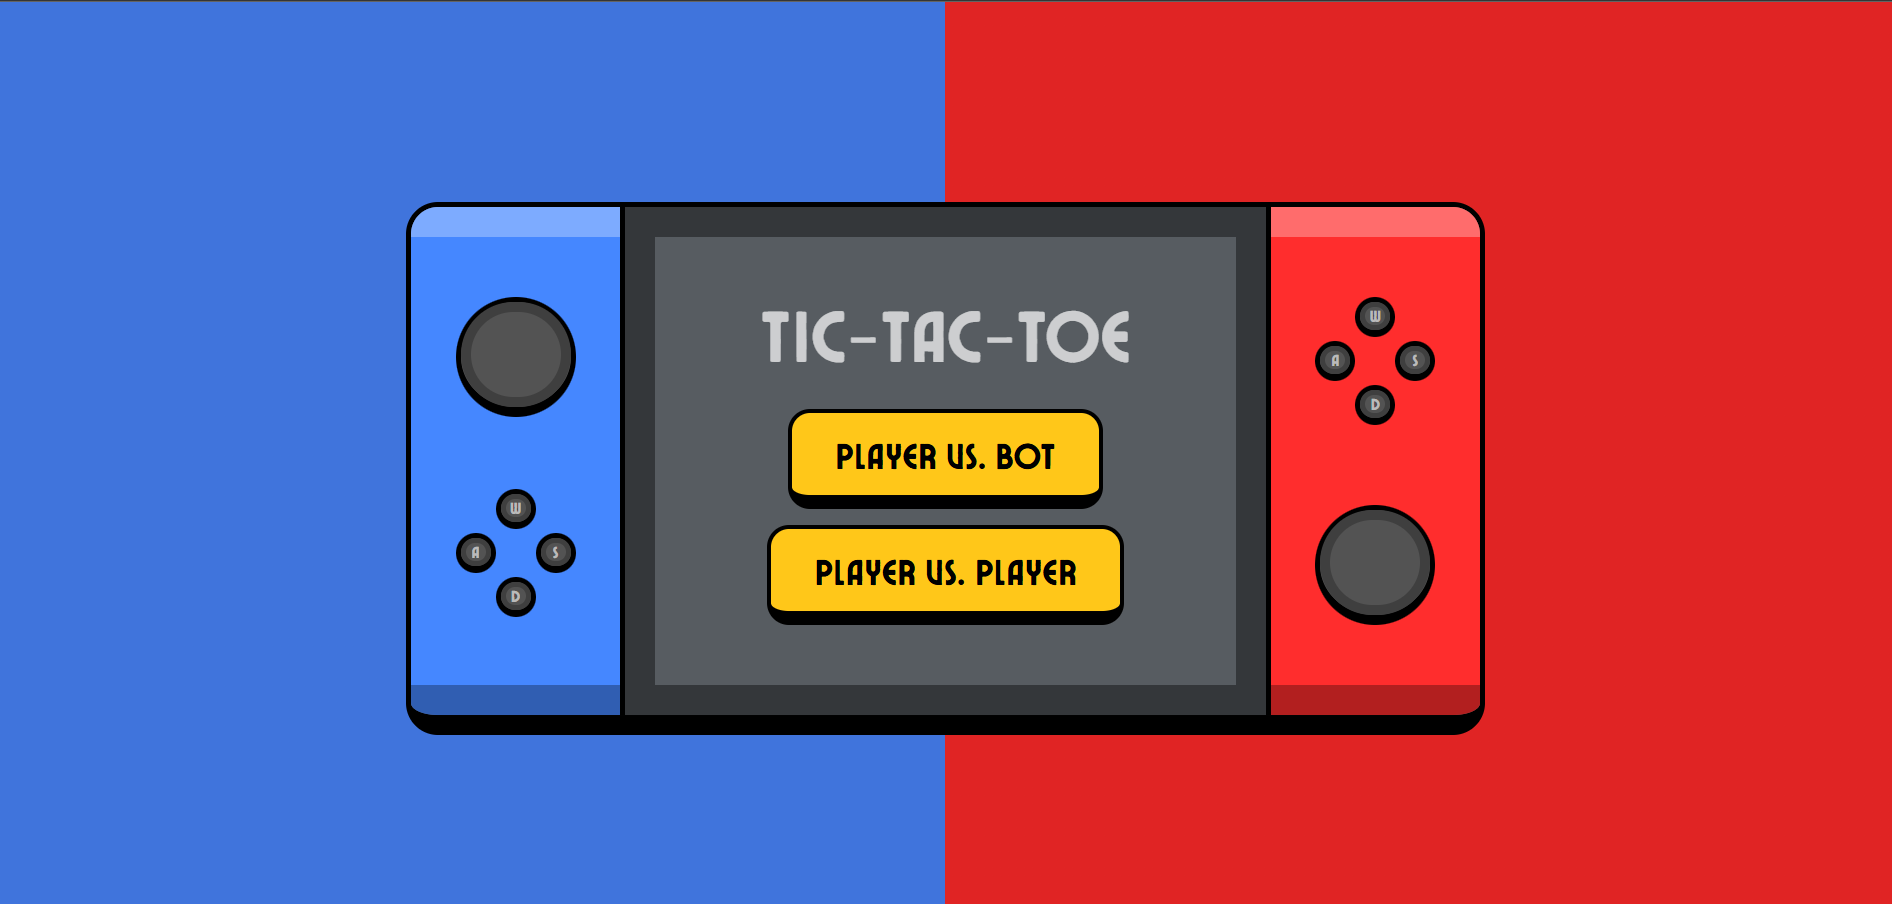 TIC-TAC-TOE
PLAYER VS. BOT
PLAYER VS. PLAYER
W
A S
D
W
A S
D